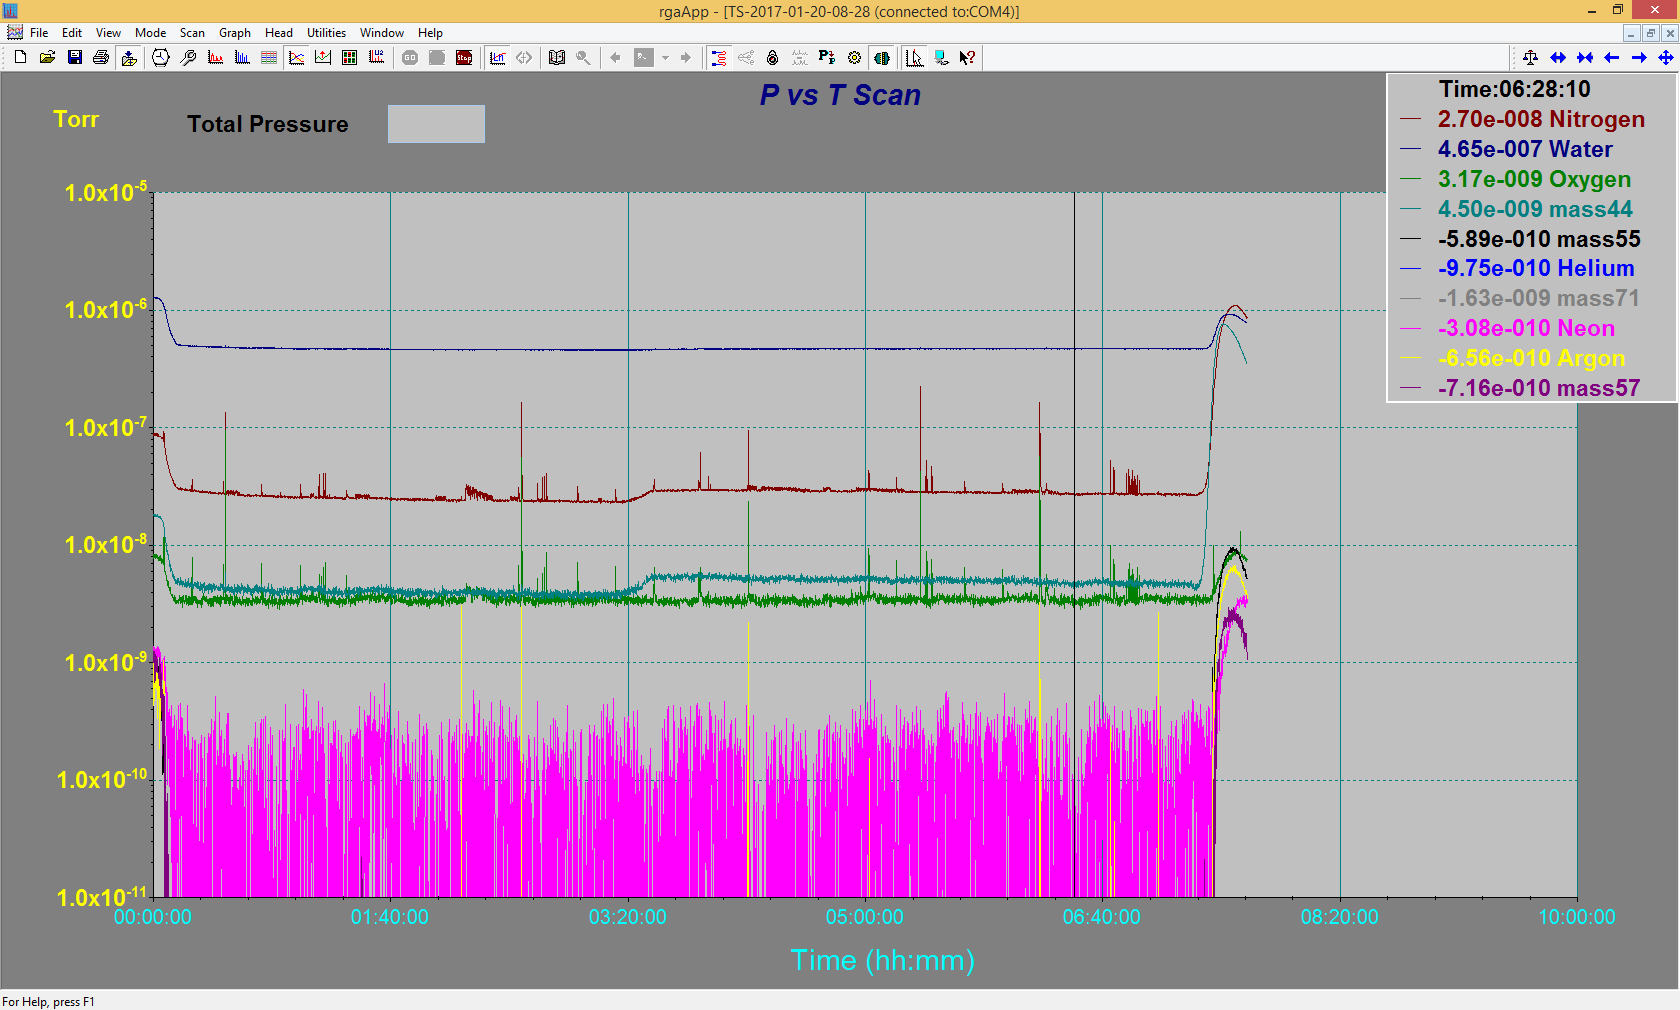 rgaApp - [TS-2017-01-20-08-28 (connected to:COM4)]
File Edit View Mode Scan Graph Head Utilities Window Help
GO Stop
P vs T Scan
Torr
Total Pressure
Time:06:28:10
2.70e-008 Nitrogen
4.65e-007 Water
3.17e-009 Oxygen
4.50e-009 mass44
-5.89e-010 mass55
-9.75e-010 Helium
-1.63e-009 mass71
-3.08e-010 Neon
-6.56e-010 Argon
-7.16e-010 mass57
1.0x10-5
1.0x10-6
1.0x10-7
1.0x10-8
1.0x10-9
1.0x10-10
1.0x10-11
00:00:00 01:40:00 03:20:00 05:00:00 06:40:00 08:20:00 10:00:00
Time (hh:mm)
For Help, press F1